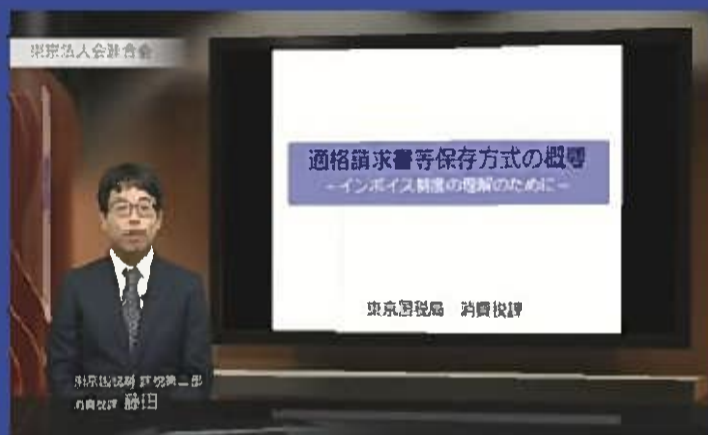 東京法人会連合会
適格請求書等保存方式の概要
－インボイス制度の理解のために－
東京国税局 消費税課
東京国税局 課税第二部
消費税課 藤田